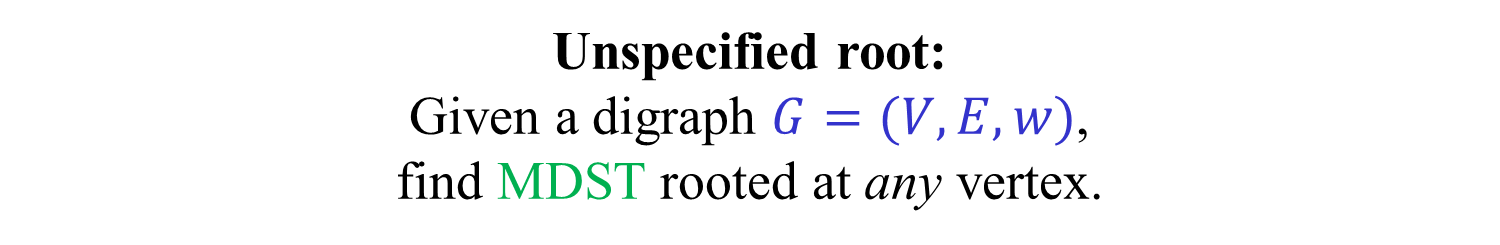 Unspecified root:
Given a digraph G = (V, E, w),
find MDST rooted at any vertex.